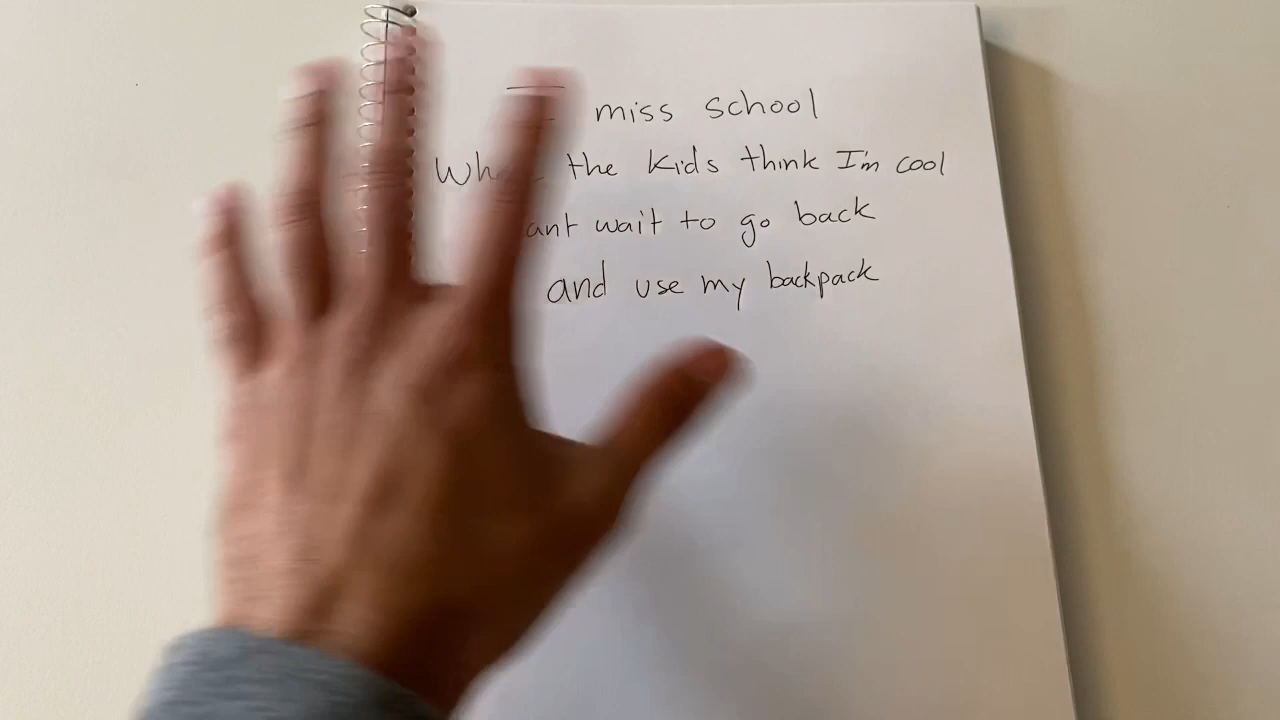 miss school
the kids think I'm cool
wait to go back
and use my backpack